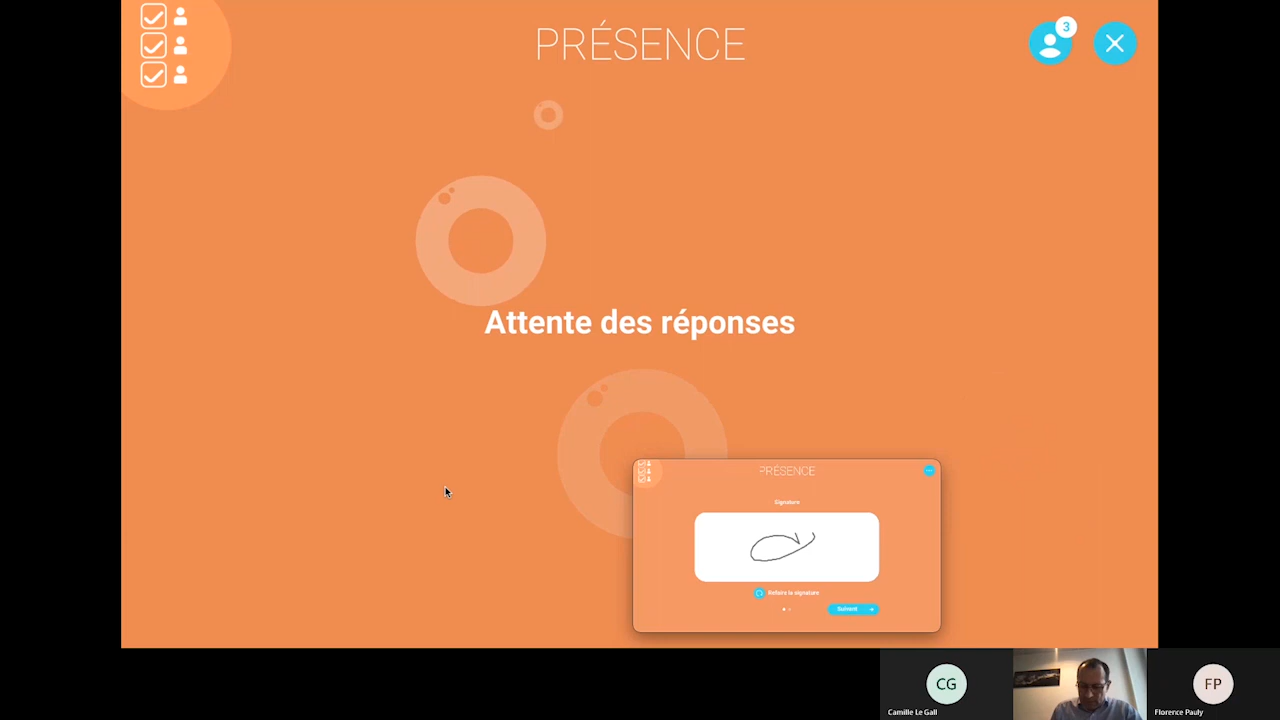 PRÉSENCE
3
Attente des réponses
PRÉSENCE
Signature
Refaire la signature
Suivant
CG
FP
Camille Le Gall
Florence Pauly